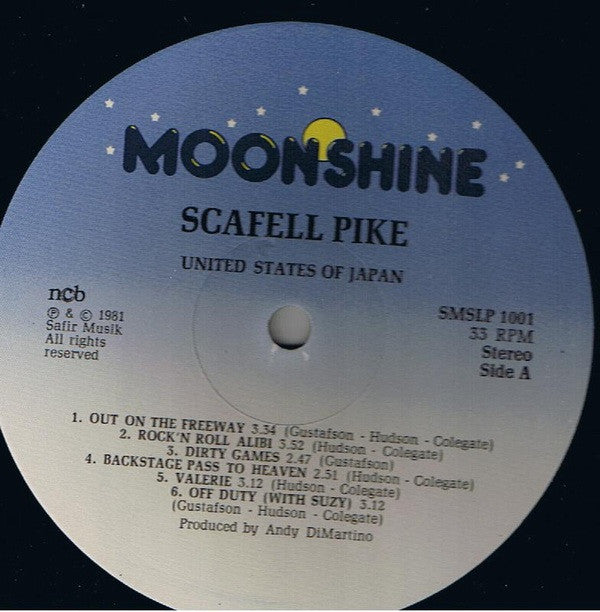 MOONSHINE
SCAFELL PIKE
UNITED STATES OF JAPAN
ncb
℗ & © 1981
Safir Musik
All rights
reserved
SMSLP 1001
33 RPM
Stereo
Side A
1. OUT ON THE FREEWAY 3.34 (Gustafson - Hudson - Colegate)
2. ROCK'N ROLL ALIBI 3.52 (Hudson - Colegate)
3. DIRTY GAMES 2.47 (Gustafson)
4. BACKSTAGE PASS TO HEAVEN 2.51 (Hudson - Colegate)
5. VALERIE 3.12 (Hudson - Colegate)
6. OFF DUTY (WITH SUZY) 3.12
(Gustafson - Hudson - Colegate)
Produced by Andy DiMartino